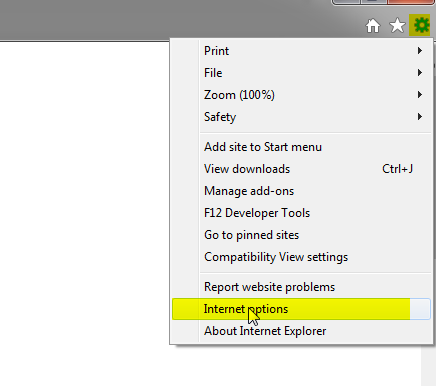 Print
File
Zoom (100%)
Safety
Add site to Start menu
View downloads Ctrl+J
Manage add-ons
F12 Developer Tools
Go to pinned sites
Compatibility View settings
Report website problems
Internet options
About Internet Explorer